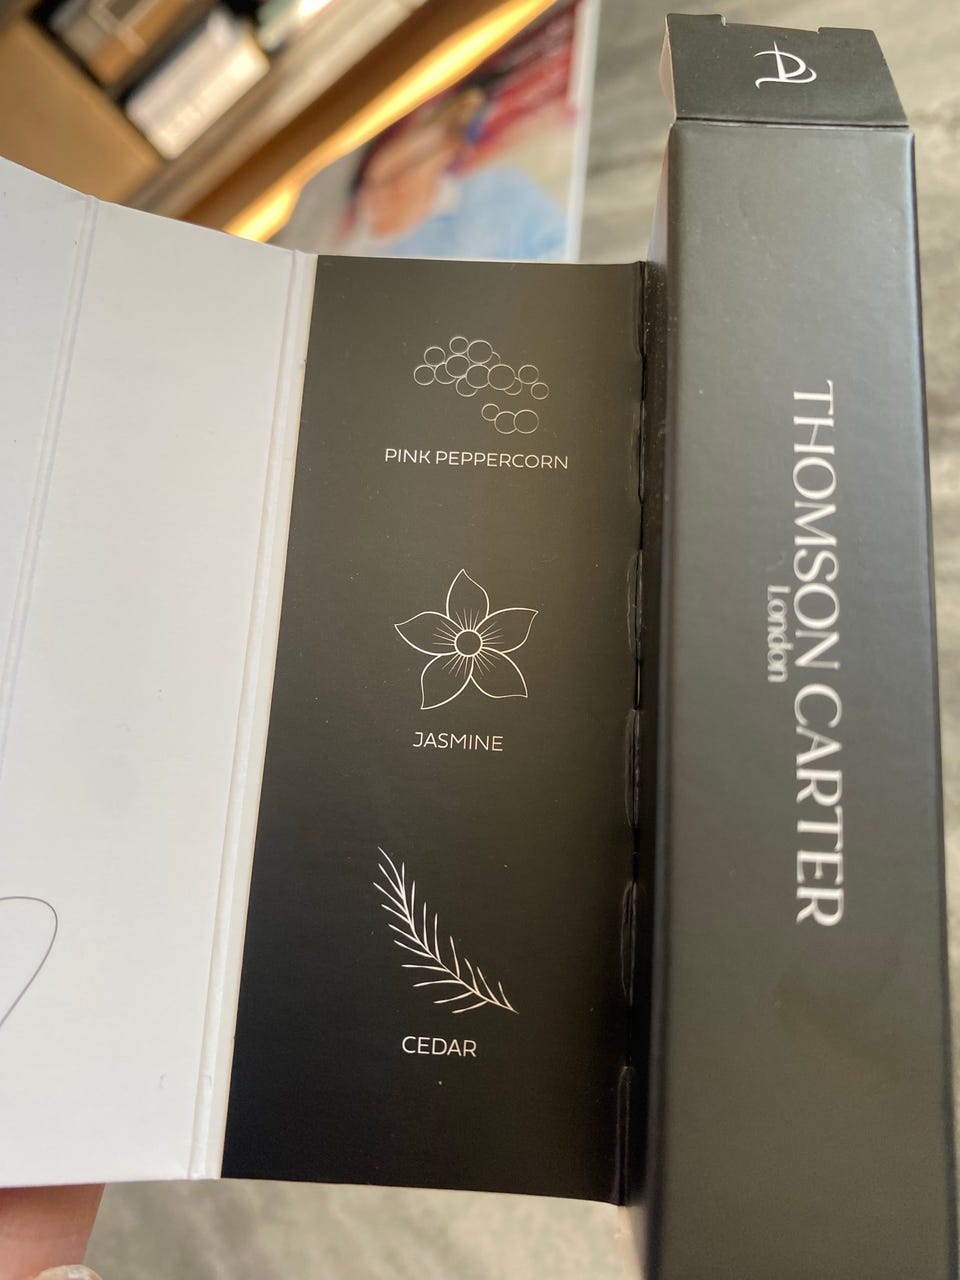 PINK PEPPERCORN
JASMINE
CEDAR
THOMSON CARTER
London